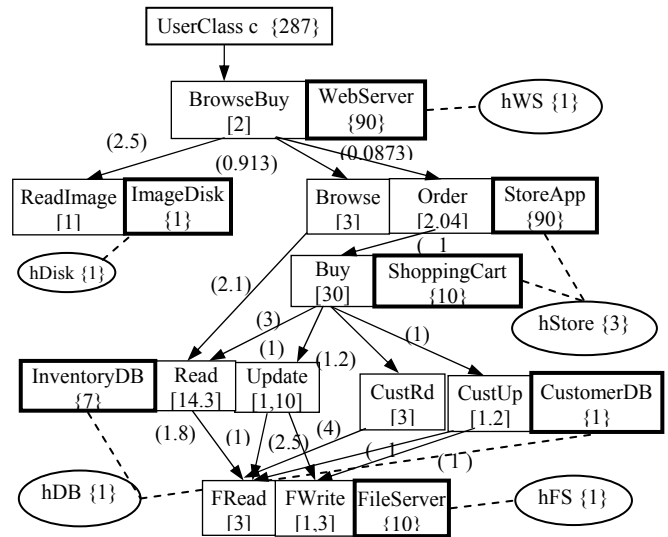 UserClass c {287}
BrowseBuy
[2]
WebServer
{90}
hWS {1}
(2.5)
(0.913)
(0.0873)
ReadImage
[1]
ImageDisk
{1}
Browse
[3]
Order
[2.04]
StoreApp
{90}
hDisk {1}
(2.1)
( 1
Buy
[30]
ShoppingCart
{10}
hStore {3}
(3)
(1)
(1.2)
(1)
InventoryDB
{7}
Read
[14.3]
Update
[1,10]
CustRd
[3]
CustUp
[1.2]
CustomerDB
{1}
(1.8)
(1)
(2.5)
(4)
( 1
(1 )
hDB {1}
FRead
[3]
FWrite
[1,3]
FileServer
{10}
hFS {1}